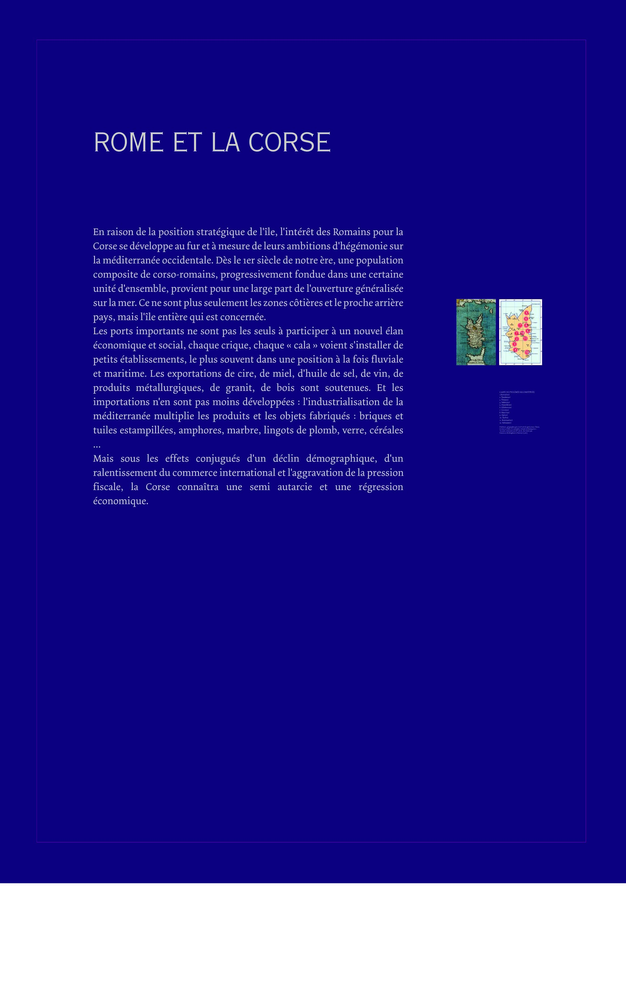 ROME ET LA CORSE
En raison de la position stratégique de l'île, l'intérêt des Romains pour la
Corse se développe au fur et à mesure de leurs ambitions d'hégémonie sur
la méditerranée occidentale. Dès le 1er siècle de notre ère, une population
composite de corso-romains, progressivement fondue dans une certaine
unité d'ensemble, provient pour une large part de l'ouverture généralisée
sur la mer. Ce ne sont plus seulement les zones côtières et le proche arrière
pays, mais l'île entière qui est concernée.
Les ports importants ne sont pas les seuls à participer à un nouvel élan
économique et social, chaque crique, chaque « cala » voient s'installer de
petits établissements, le plus souvent dans une position à la fois fluviale
et maritime. Les exportations de cire, de miel, d'huile de sel, de vin, de
produits métallurgiques, de granit, de bois sont soutenues. Et les
importations n'en sont pas moins développées : l'industrialisation de la
méditerranée multiplie les produits et les objets fabriqués : briques et
tuiles estampillées, amphores, marbre, lingots de plomb, verre, céréales
...
Mais sous les effets conjugués d'un déclin démographique, d'un
ralentissement du commerce international et l'aggravation de la pression
fiscale, la Corse connaîtra une semi autarcie et une régression
économique.
CARTE DE PTOLÉMÉE RECONSTITUÉE